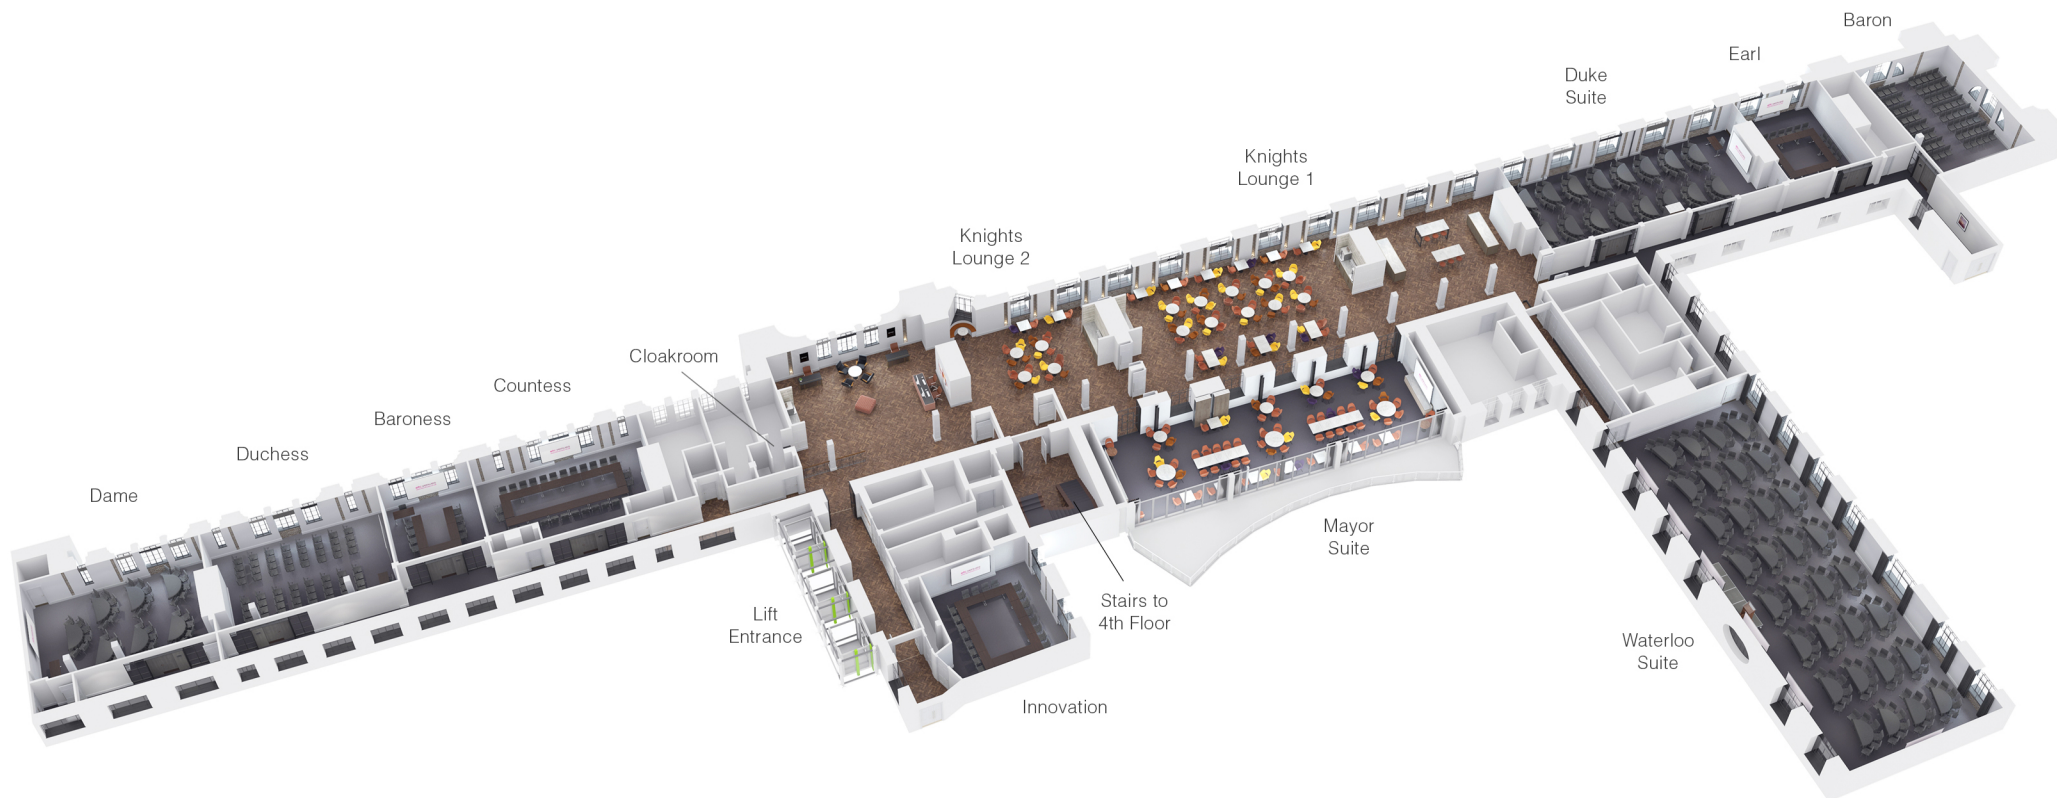 Baron
Earl
Duke
Suite
Knights
Lounge 1
Knights
Lounge 2
Cloakroom
Countess
Baroness
Duchess
Dame
Mayor
Suite
Stairs to
4th Floor
Lift
Entrance
Waterloo
Suite
Innovation